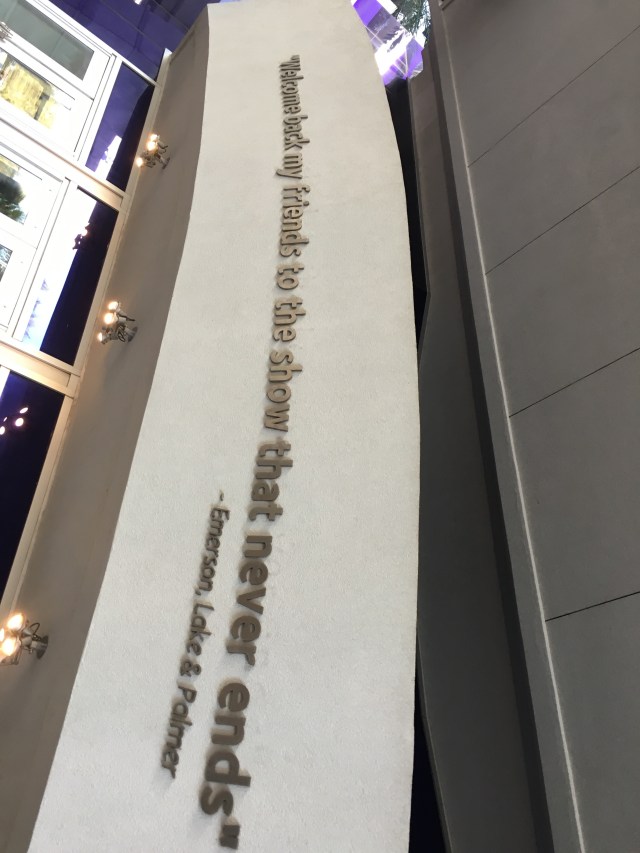 "Welcome back my friends to the show that never ends"
- Emerson, Lake & Palmer